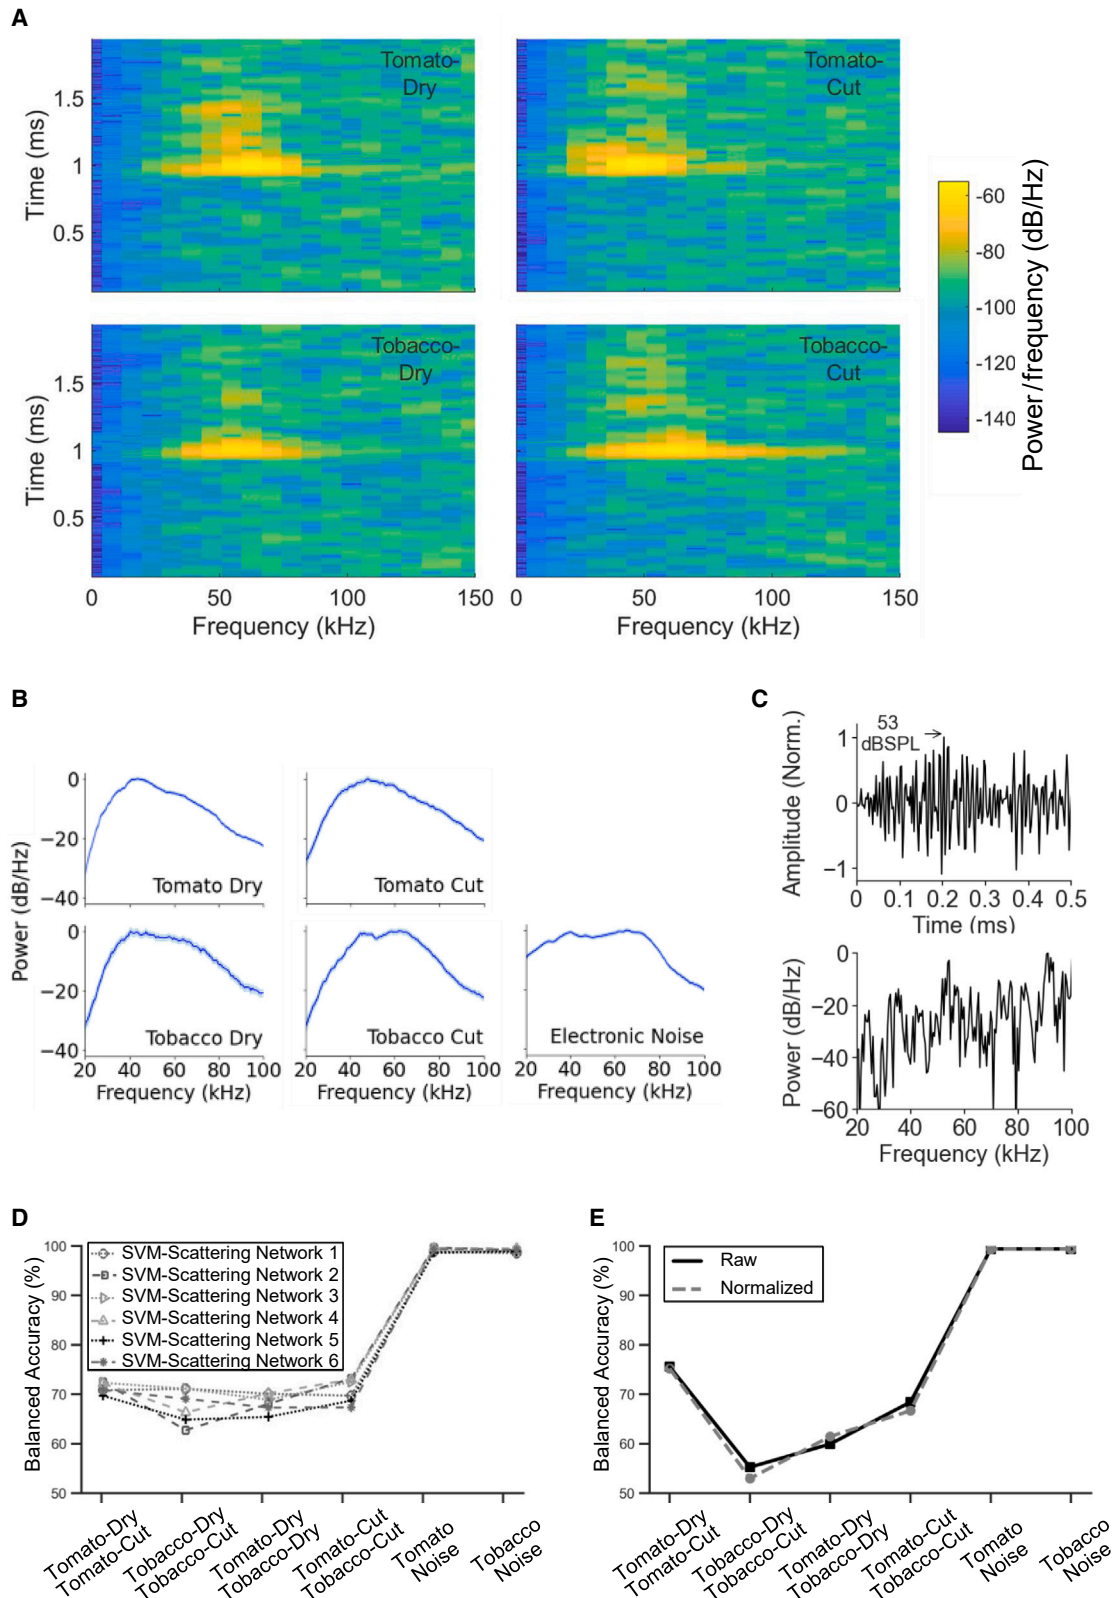 A
Tomato-
Dry
Tomato-
Cut
Time (ms)
1.5
1
0.5
Tobacco-
Dry
Tobacco-
Cut
Time (ms)
1.5
1
0.5
0 50 100 150
0 50 100 150
Frequency (kHz)
Frequency (kHz)
-60
-80
-100
-120
-140
Power/frequency (dB/Hz)
B
Power (dB/Hz)
0
−20
−40
Tomato Dry
Tomato Cut
0
−20
−40
Tobacco Dry
Tobacco Cut
Electronic Noise
20 40 60 80 100
20 40 60 80 100
20 40 60 80 100
Frequency (kHz)
Frequency (kHz)
Frequency (kHz)
C
53
dBSPL
Amplitude (Norm.)
1
0
−1
0 0.1 0.2 0.3 0.4 0.5
Time (ms)
Power (dB/Hz)
0
−20
−40
−60
20 40 60 80 100
Frequency (kHz)
D
Balanced Accuracy (%)
100
90
80
70
60
50
SVM-Scattering Network 1
SVM-Scattering Network 2
SVM-Scattering Network 3
SVM-Scattering Network 4
SVM-Scattering Network 5
SVM-Scattering Network 6
Tomato-Dry
Tomato-Cut
Tobacco-Dry
Tobacco-Cut
Tomato-Dry
Tobacco-Dry
Tomato-Cut
Tobacco-Cut
Tomato
Noise
Tobacco
Noise
E
Balanced Accuracy (%)
100
90
80
70
60
50
Raw
Normalized
Tomato-Dry
Tomato-Cut
Tobacco-Dry
Tobacco-Cut
Tomato-Dry
Tobacco-Dry
Tomato-Cut
Tobacco-Cut
Tomato
Noise
Tobacco
Noise